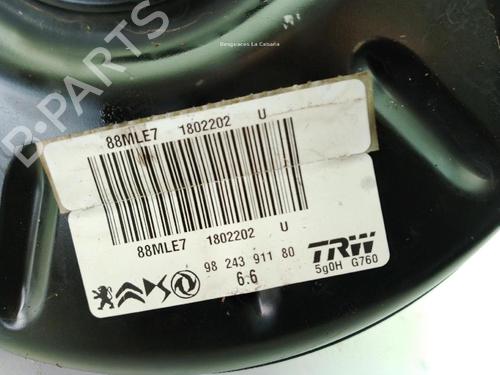 Desguaces La Cabaña
B-PARTS
88MLE7 1802202 U
88MLE7 1802202 U
98 243 911 80
6.6
TRW
5g0H G760